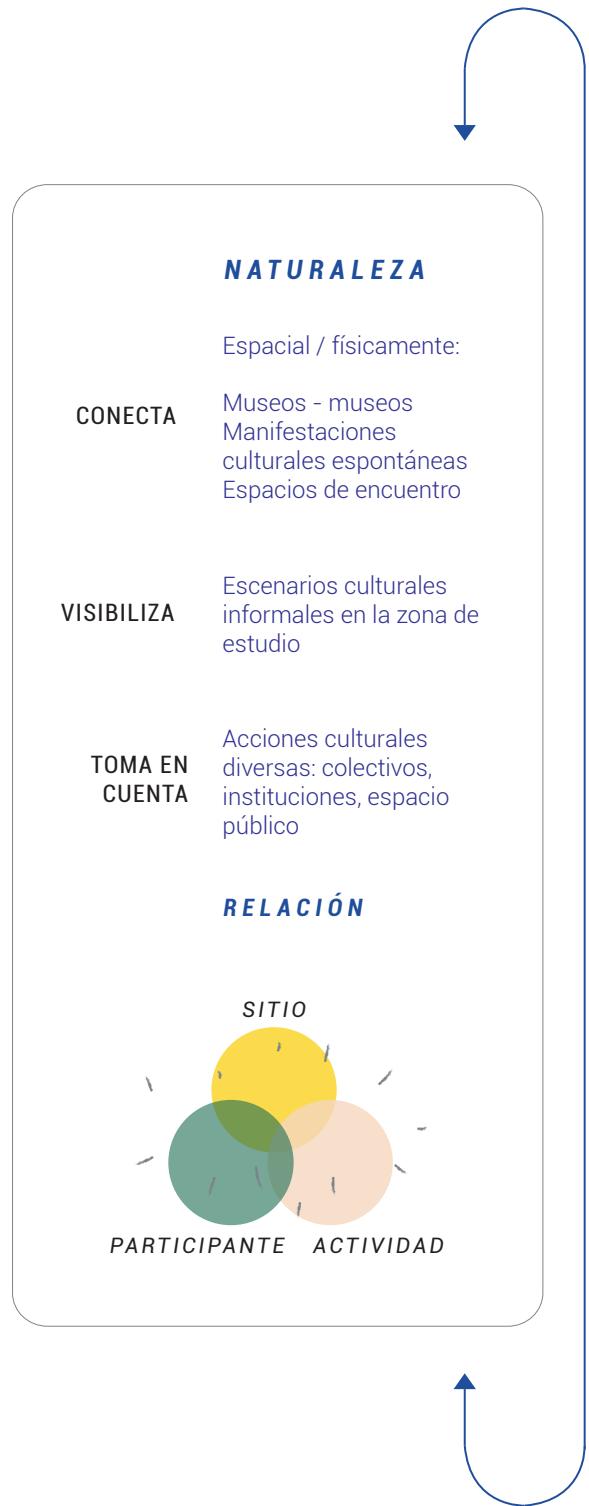 NATURALEZA
Espacial / físicamente:
CONECTA
Museos - museos
Manifestaciones
culturales espontáneas
Espacios de encuentro
VISIBILIZA
Escenarios culturales
informales en la zona de
estudio
TOMA EN
CUENTA
Acciones culturales
diversas: colectivos,
instituciones, espacio
público
RELACIÓN
SITIO
PARTICIPANTE
ACTIVIDAD